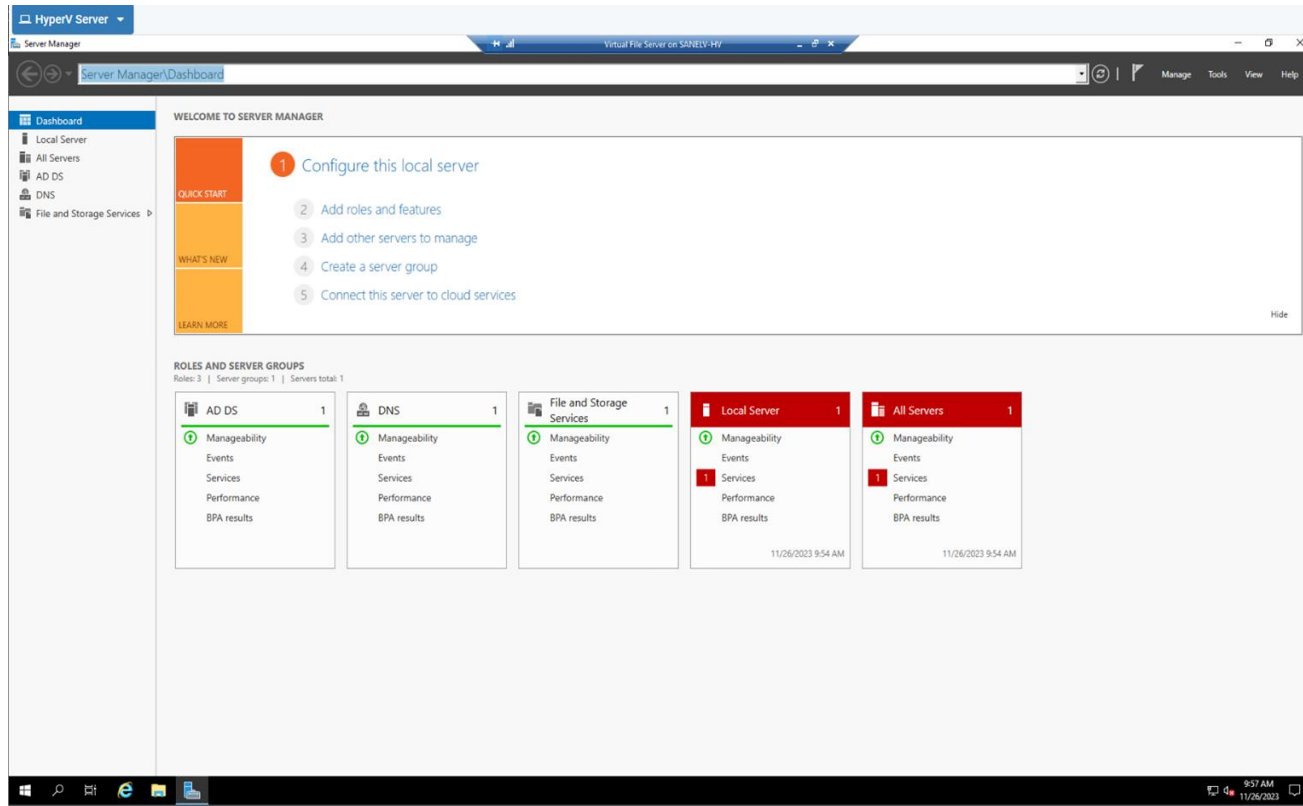 HyperV Server
Server Manager
Virtual File Server on SANELV-HV
Server Manager\Dashboard
Manage Tools View Help
Dashboard
Local Server
All Servers
AD DS
DNS
File and Storage Services
WELCOME TO SERVER MANAGER
QUICK START
WHAT'S NEW
LEARN MORE
1 Configure this local server
2 Add roles and features
3 Add other servers to manage
4 Create a server group
5 Connect this server to cloud services
Hide
ROLES AND SERVER GROUPS
Roles: 3 | Server groups: 1 | Servers total: 1
AD DS 1
Manageability
Events
Services
Performance
BPA results
DNS 1
Manageability
Events
Services
Performance
BPA results
File and Storage
Services
1
Manageability
Events
Services
Performance
BPA results
Local Server 1
Manageability
Events
1 Services
Performance
BPA results
11/26/2023 9:54 AM
All Servers 1
Manageability
Events
1 Services
Performance
BPA results
11/26/2023 9:54 AM
9:57 AM
11/26/2023